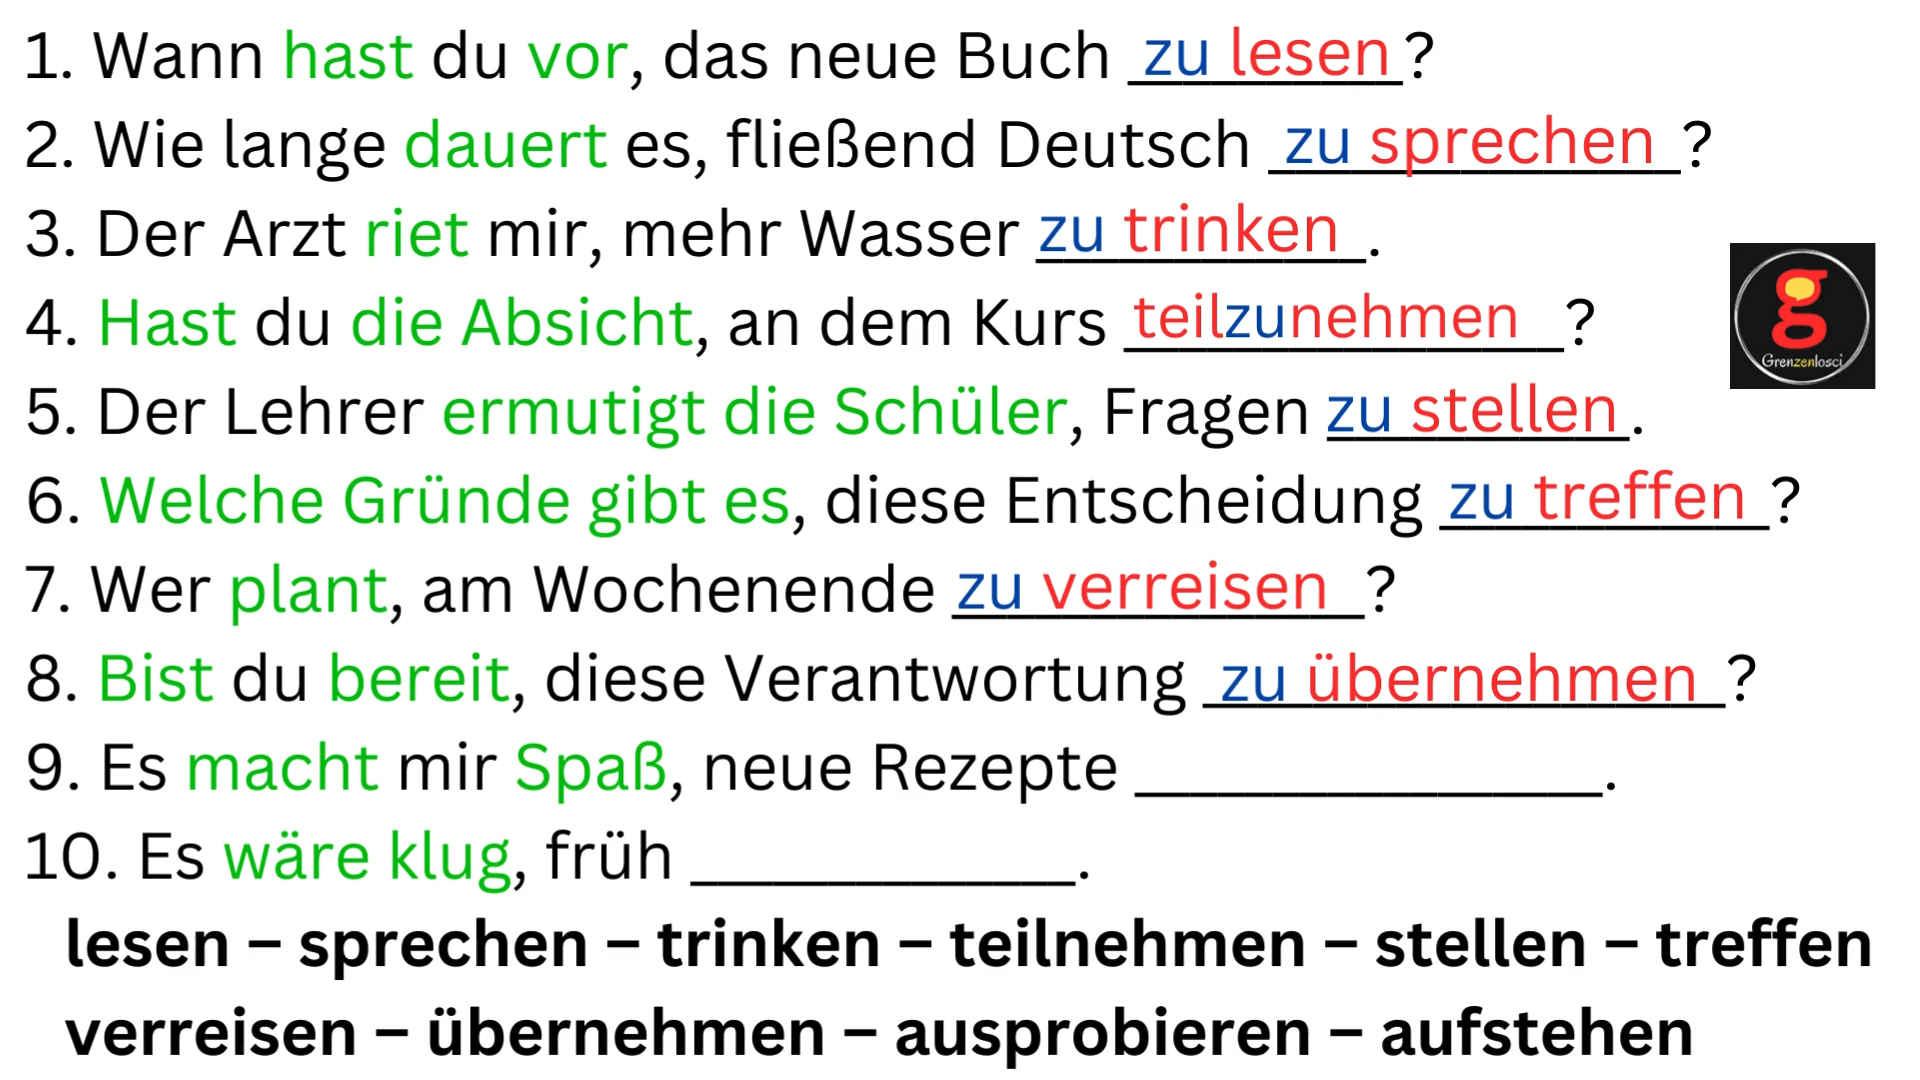 1. Wann hast du vor, das neue Buch zu lesen?
2. Wie lange dauert es, fließend Deutsch zu sprechen?
3. Der Arzt riet mir, mehr Wasser zu trinken.
4. Hast du die Absicht, an dem Kurs teilzunehmen?
5. Der Lehrer ermutigt die Schüler, Fragen zu stellen.
6. Welche Gründe gibt es, diese Entscheidung zu treffen?
7. Wer plant, am Wochenende zu verreisen?
8. Bist du bereit, diese Verantwortung zu übernehmen?
9. Es macht mir Spaß, neue Rezepte _________________.
10. Es wäre klug, früh ______________.
lesen – sprechen – trinken – teilnehmen – stellen – treffen
verreisen – übernehmen – ausprobieren – aufstehen
g
Grenzenlosci